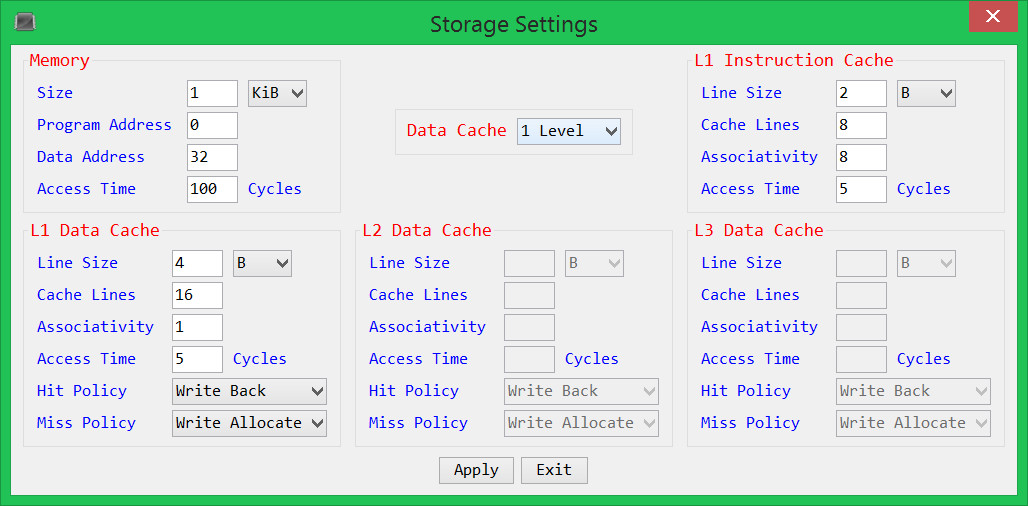 Storage Settings
Memory
Size 1 KiB
Program Address 0
Data Address 32
Access Time 100 Cycles
Data Cache 1 Level
L1 Instruction Cache
Line Size 2 B
Cache Lines 8
Associativity 8
Access Time 5 Cycles
L1 Data Cache
Line Size 4 B
Cache Lines 16
Associativity 1
Access Time 5 Cycles
Hit Policy Write Back
Miss Policy Write Allocate
L2 Data Cache
Line Size B
Cache Lines
Associativity
Access Time Cycles
Hit Policy Write Back
Miss Policy Write Allocate
L3 Data Cache
Line Size B
Cache Lines
Associativity
Access Time Cycles
Hit Policy Write Back
Miss Policy Write Allocate
Apply Exit